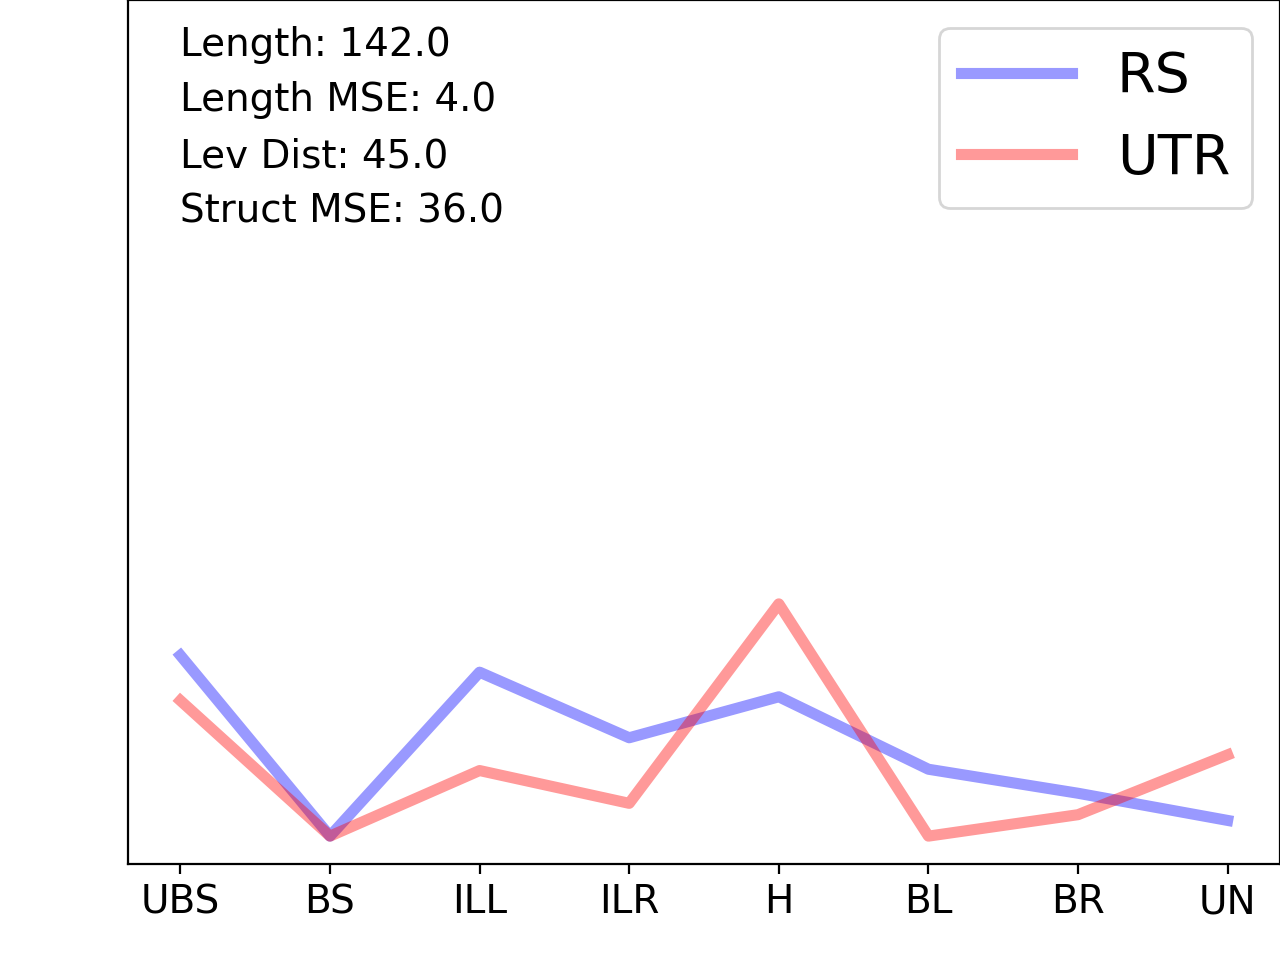 Length: 142.0
Length MSE: 4.0
Lev Dist: 45.0
Struct MSE: 36.0
RS
UTR
UBS BS ILL ILR H BL BR UN